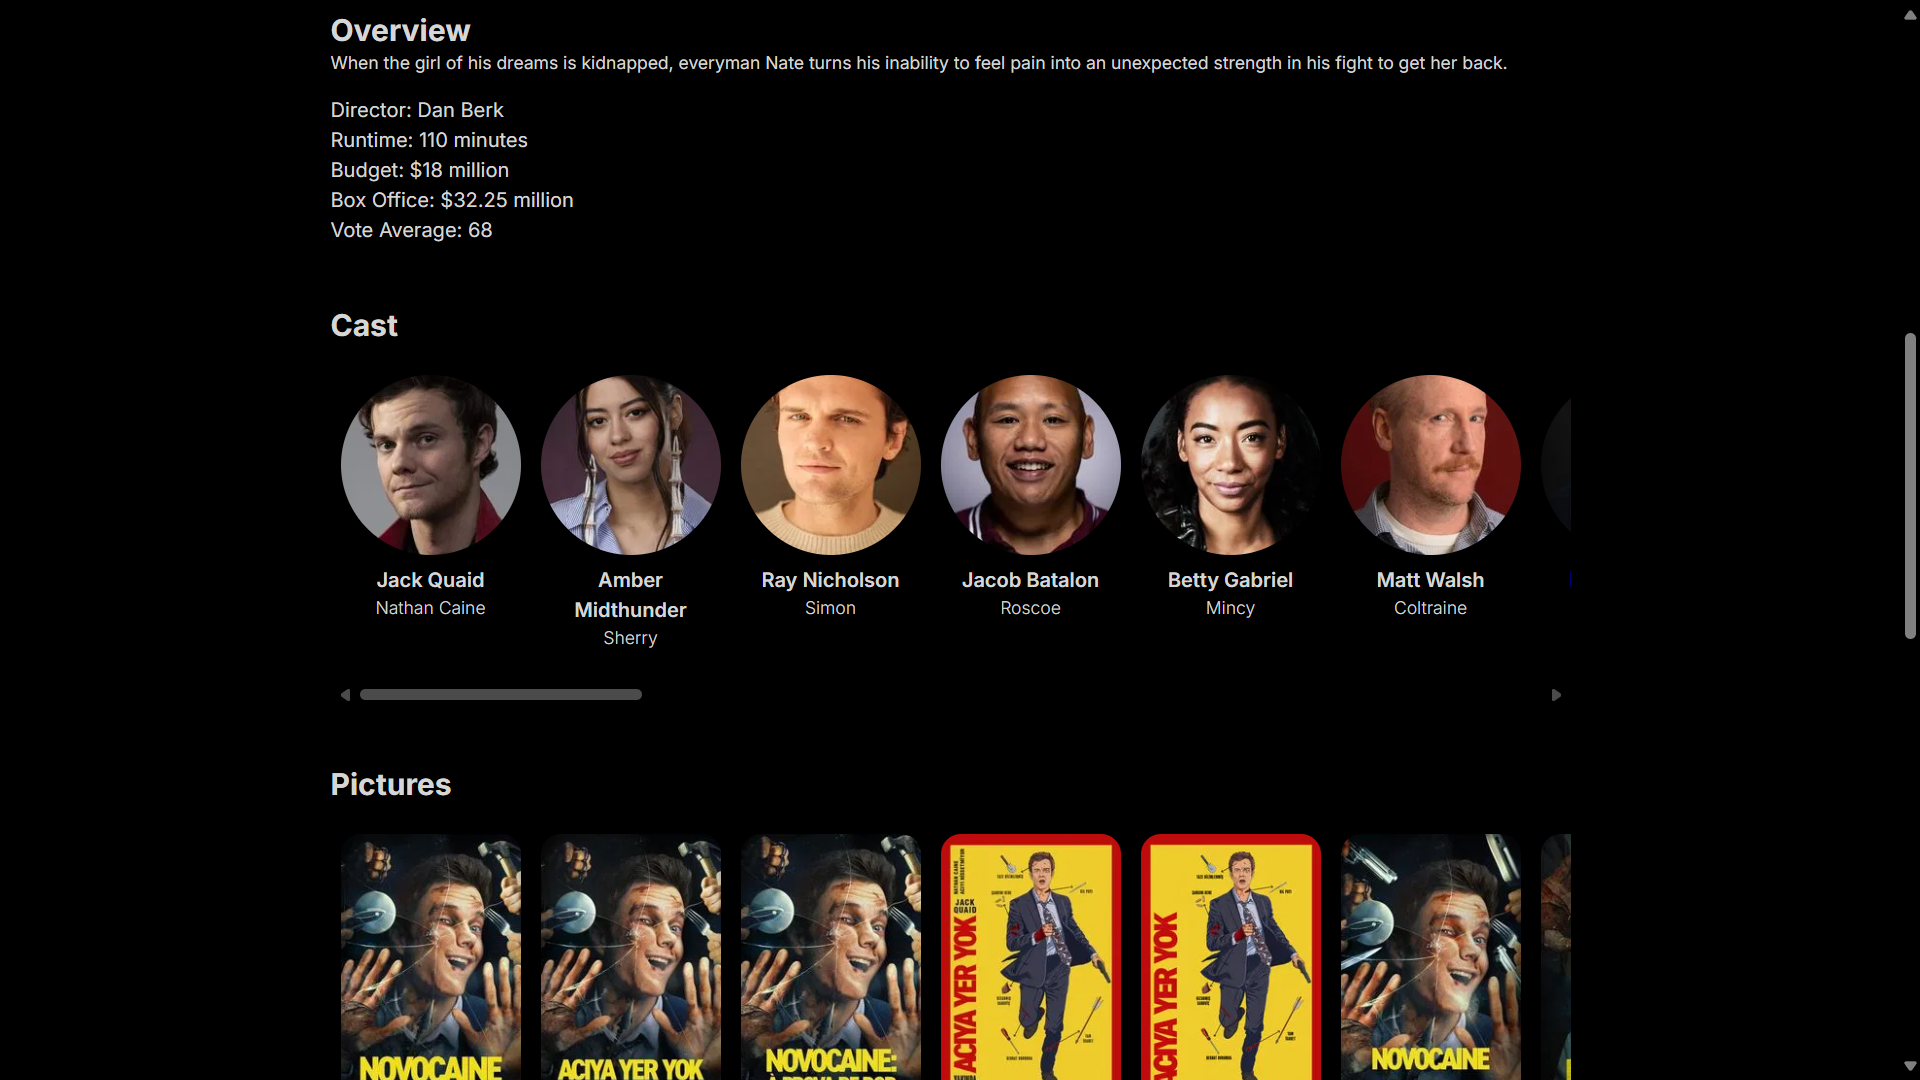 Overview
When the girl of his dreams is kidnapped, everyman Nate turns his inability to feel pain into an unexpected strength in his fight to get her back.
Director: Dan Berk
Runtime: 110 minutes
Budget: $18 million
Box Office: $32.25 million
Vote Average: 68
Cast
Jack Quaid
Nathan Caine
Amber
Midthunder
Sherry
Ray Nicholson
Simon
Jacob Batalon
Roscoe
Betty Gabriel
Mincy
Matt Walsh
Coltraine
Pictures
NOVOCAINE
ACIYA YER YOK
NOVOCAINE:
À PROVA DE DOR
JACK
QUAID
ACIYA YER YOK
ACIYA YER YOK
NOVOCAINE